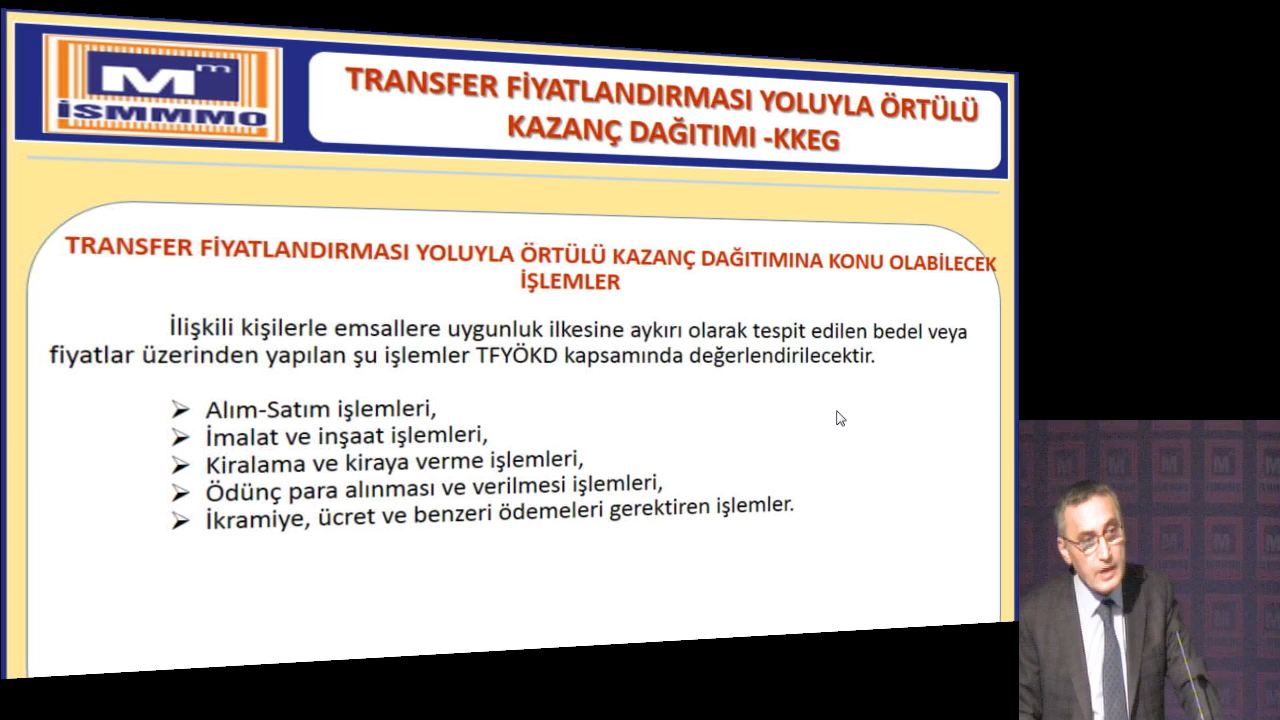 Mm
İSMMMO
TRANSFER FİYATLANDIRMASI YOLUYLA ÖRTÜLÜ
KAZANÇ DAĞITIMI -KKEG
TRANSFER FİYATLANDIRMASI YOLUYLA ÖRTÜLÜ KAZANÇ DAĞITIMINA KONU OLABİLECEK
İŞLEMLER
İlişkili kişilerle emsallere uygunluk ilkesine aykırı olarak tespit edilen bedel veya
fiyatlar üzerinden yapılan şu işlemler TFYÖKD kapsamında değerlendirilecektir.
➢ Alım-Satım işlemleri,
➢ İmalat ve inşaat işlemleri,
➢ Kiralama ve kiraya verme işlemleri,
➢ Ödünç para alınması ve verilmesi işlemleri,
➢ İkramiye, ücret ve benzeri ödemeleri gerektiren işlemler.